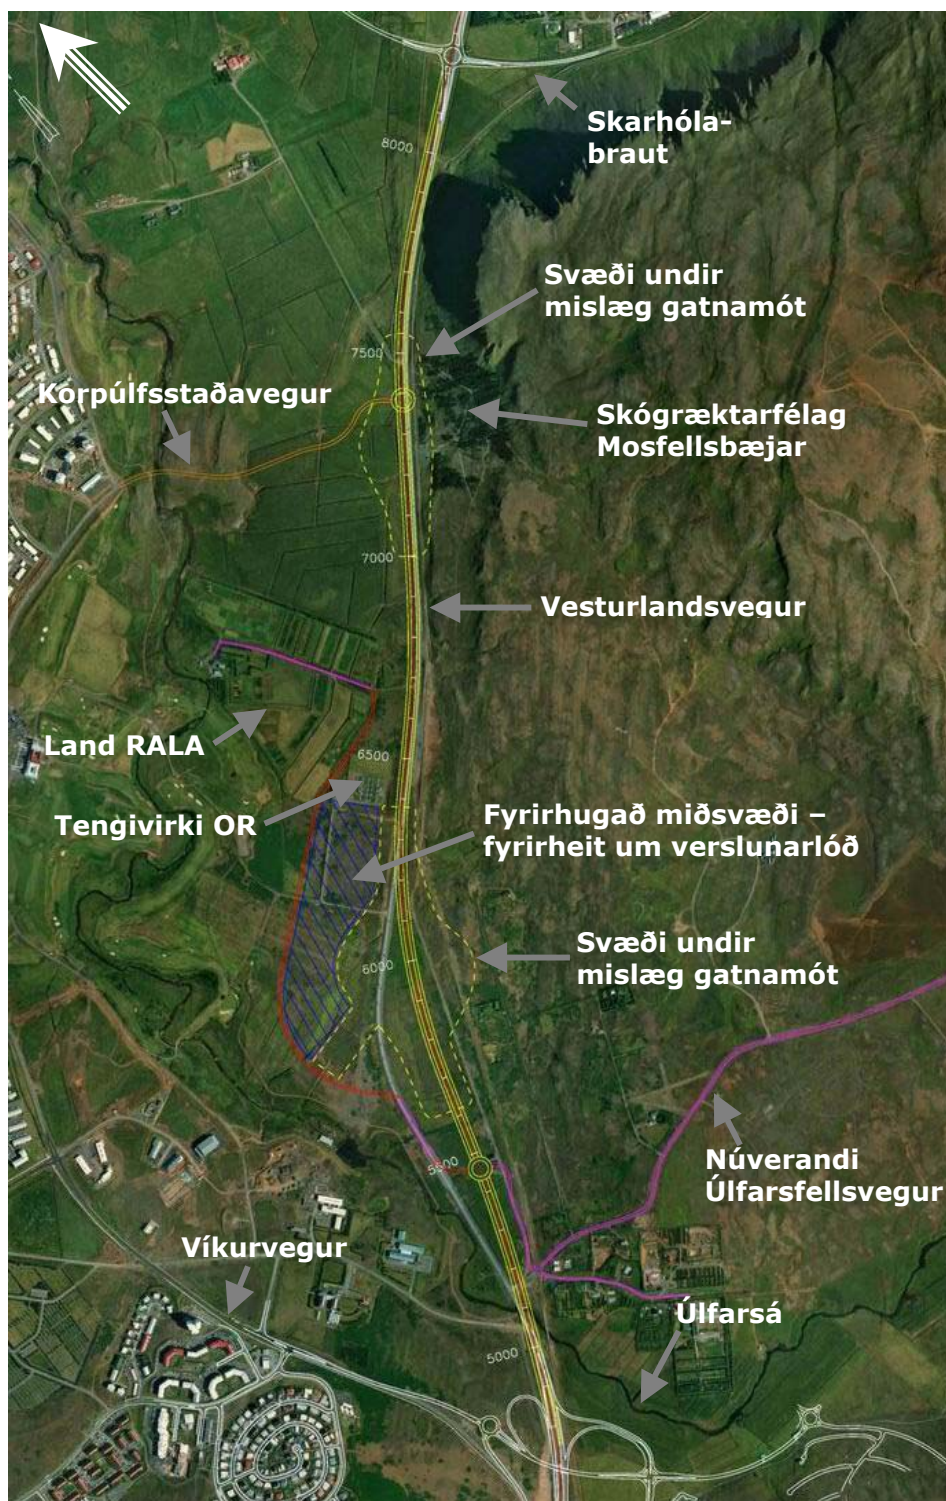 Skarhóla-
braut
8000
Svæði undir
mislæg gatnamót
7500
Korpúlfsstaðavegur
Skógræktarfélag
Mosfellsbæjar
7000
Vesturlandsvegur
Land RALA
6500
Tengivirki OR
Fyrirhugað miðsvæði –
fyrirheit um verslunarlóð
Svæði undir
mislæg gatnamót
6000
Núverandi
Úlfarsfellsvegur
5500
Víkurvegur
Úlfarsá
5000